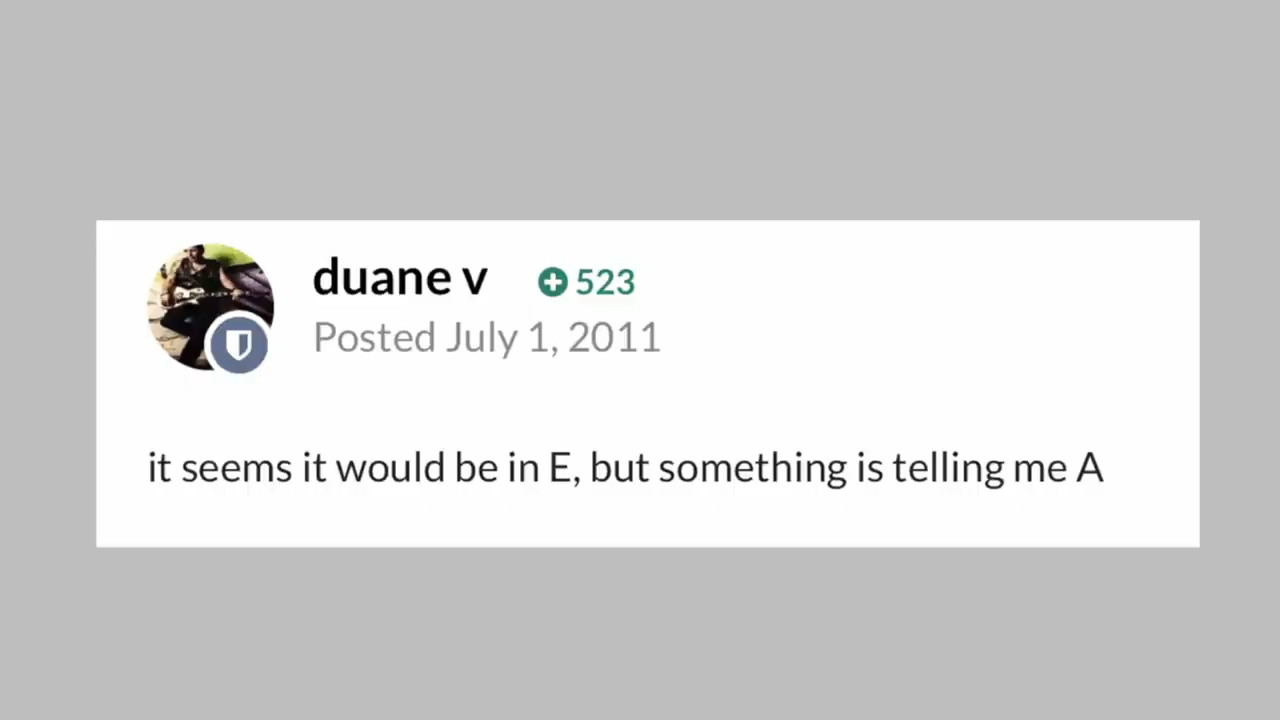 duane v 523
Posted July 1, 2011
it seems it would be in E, but something is telling me A